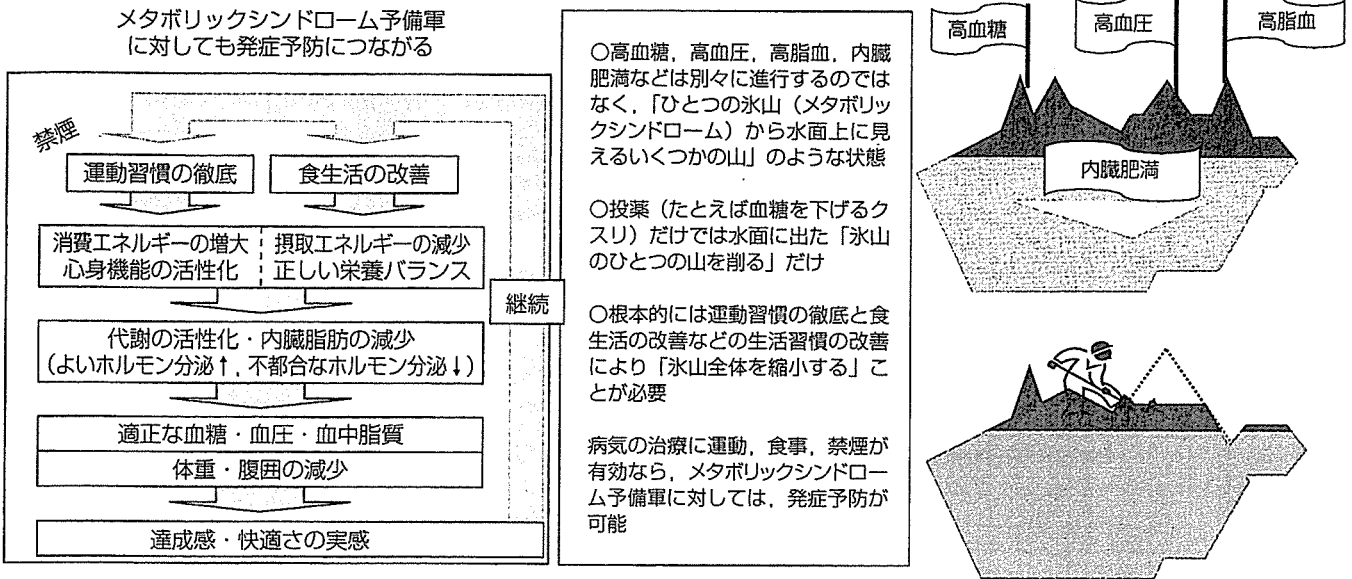 メタボリックシンドローム予備軍
に対しても発症予防につながる
禁煙
運動習慣の徹底
食生活の改善
消費エネルギーの増大
心身機能の活性化
摂取エネルギーの減少
正しい栄養バランス
継続
代謝の活性化・内臓脂肪の減少
(よいホルモン分泌↑，不都合なホルモン分泌↓)
適正な血糖・血圧・血中脂質
体重・腹囲の減少
達成感・快適さの実感
○高血糖，高血圧，高脂血，内臓
肥満などは別々に進行するのでは
なく，「ひとつの氷山（メタボリッ
クシンドローム）から水面上に見
えるいくつかの山」のような状態
○投薬（たとえば血糖を下げるク
スリ）だけでは水面に出た「氷山
のひとつの山を削る」だけ
○根本的には運動習慣の徹底と食
生活の改善などの生活習慣の改善
により「氷山全体を縮小する」こ
とが必要
病気の治療に運動，食事，禁煙が
有効なら，メタボリックシンドロー
ム予備軍に対しては，発症予防が
可能
高血糖
高血圧
高脂血
内臓肥満